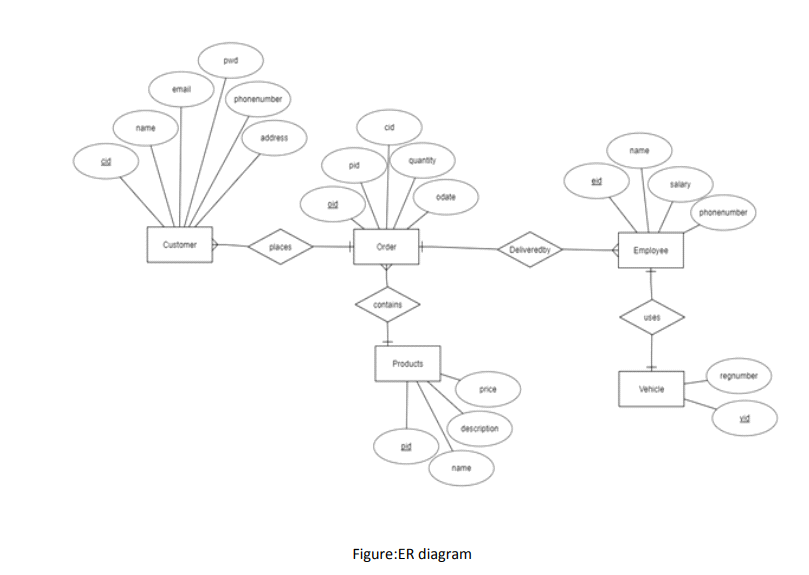 pwd
email
phonenumber
name
address
cid
Customer
places
cid
pid
quantity
oid
odate
Order
Deliveredby
name
eid
salary
phonenumber
Employee
contains
uses
Products
Vehicle
price
description
pid
name
regnumber
vid
Figure:ER diagram